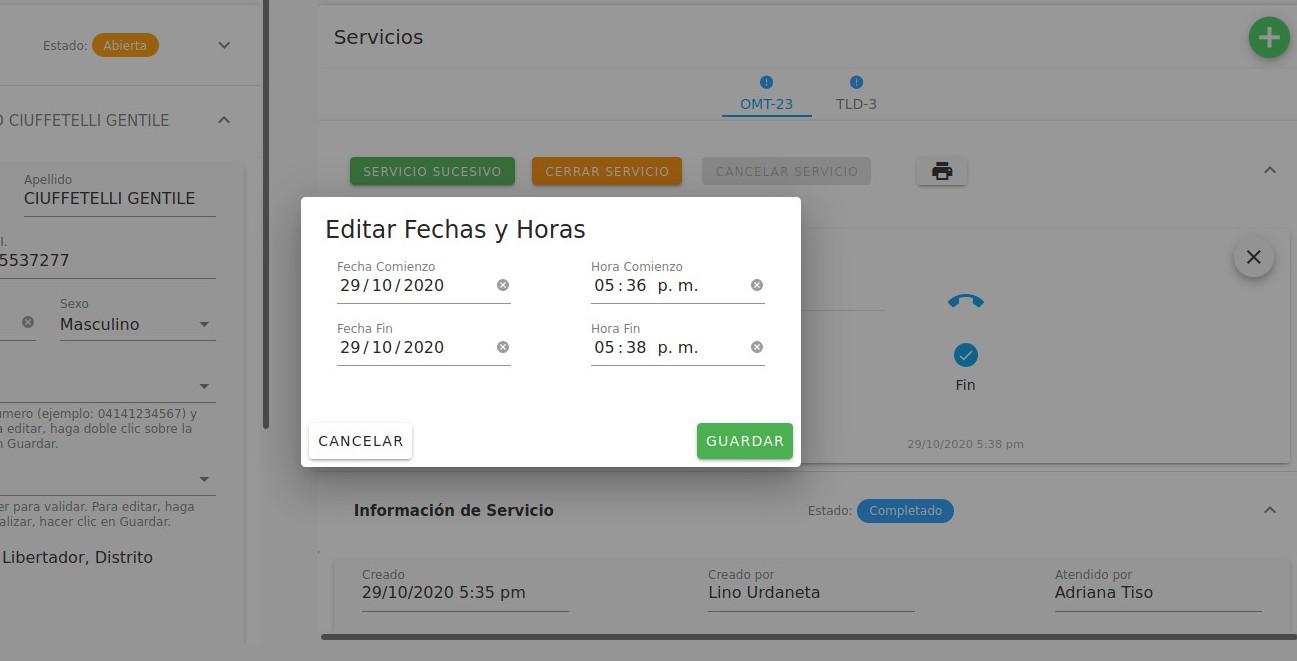 Estado: Abierta
Servicios
OMT-23 TLD-3
CIUFFETELLI GENTILE
SERVICIO SUCESIVO CERRAR SERVICIO CANCELAR SERVICIO
Apellido
CIUFFETELLI GENTILE
5537277
Sexo
Masculino
(ejemplo: 04141234567) y
editar, haga doble clic sobre la
Guardar.
para validar. Para editar, haga
hacer clic en Guardar.
Libertador, Distrito
Editar Fechas y Horas
Fecha Comienzo Hora Comienzo
29/10/2020 05:36 p. m.
Fecha Fin Hora Fin
29/10/2020 05:38 p. m.
CANCELAR GUARDAR
Fin
29/10/2020 5:38 pm
Información de Servicio Estado: Completado
Creado Creado por Atendido por
29/10/2020 5:35 pm Lino Urdaneta Adriana Tiso